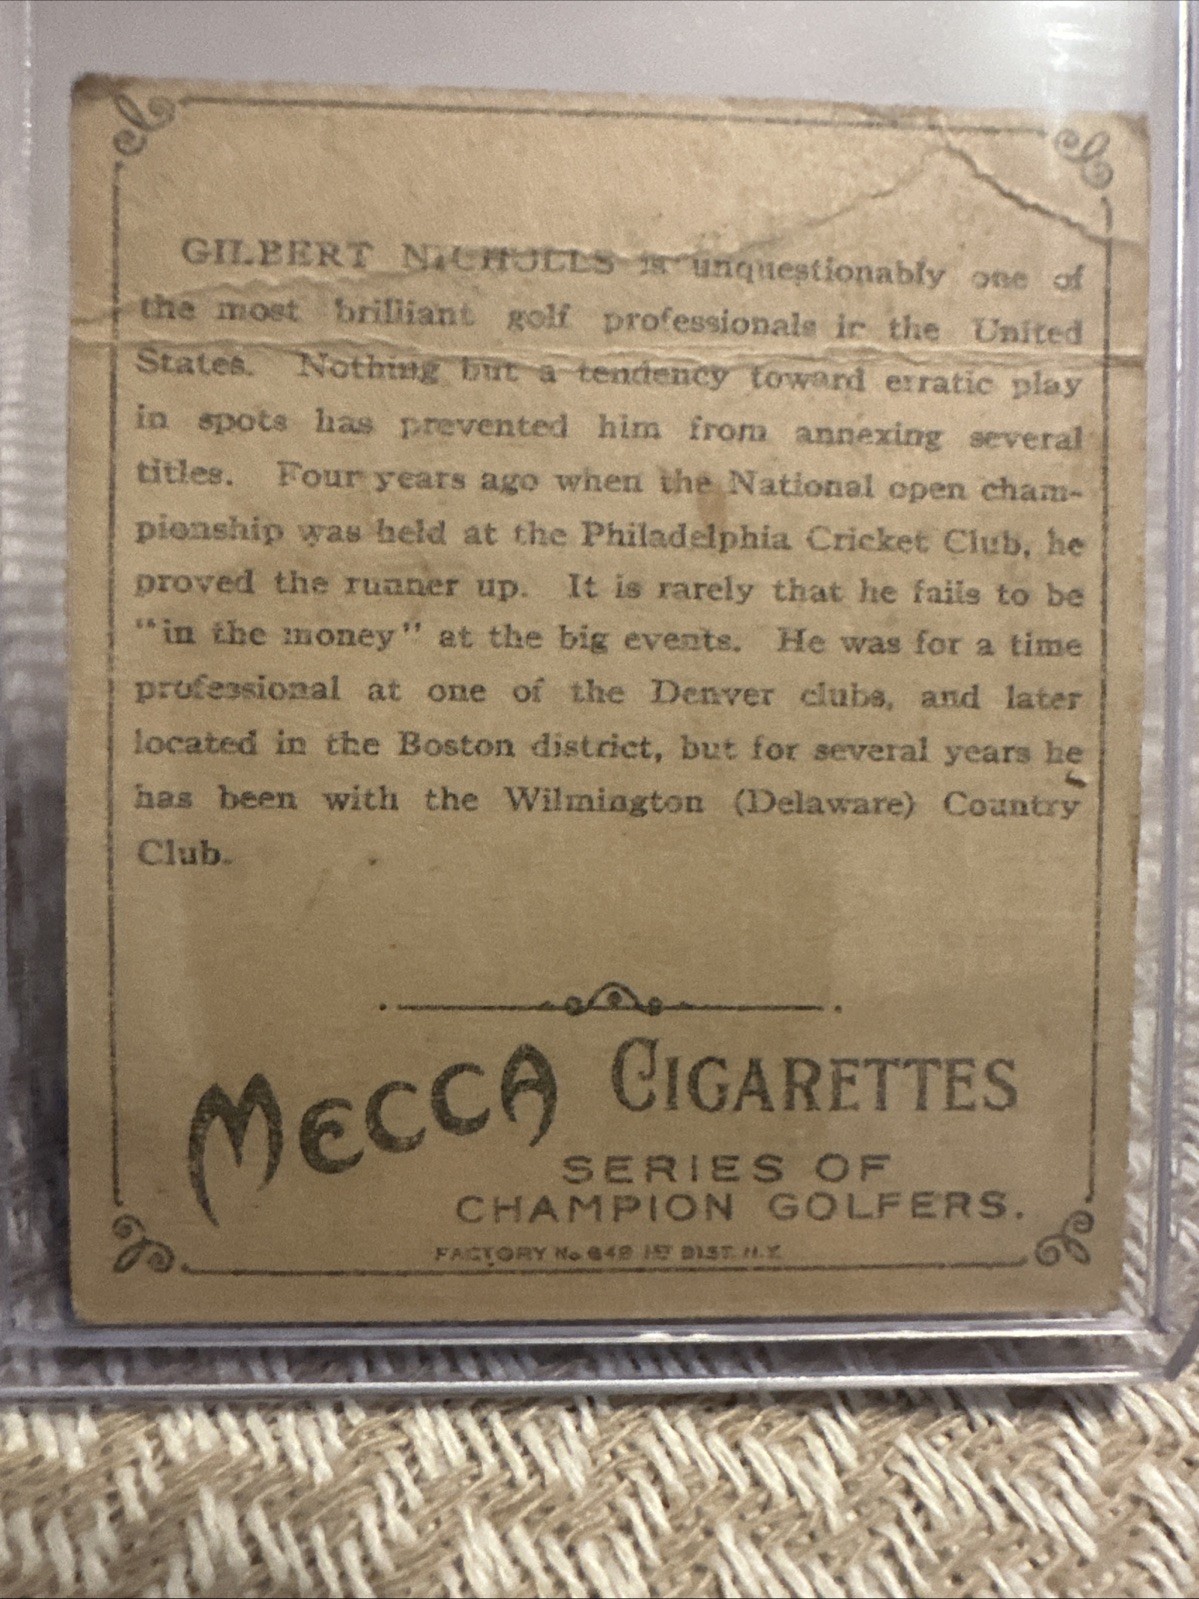 GILBERT NICHOLLS is unquestionably one of
the most brilliant golf professionals in the United
States. Nothing but a tendency toward erratic play
in spots has prevented him from annexing several
titles. Four years ago when the National open cham-
pionship was held at the Philadelphia Cricket Club, he
proved the runner up. It is rarely that he fails to be
"in the money" at the big events. He was for a time
professional at one of the Denver clubs, and later
located in the Boston district, but for several years he
has been with the Wilmington (Delaware) Country
Club.
MECCA CIGARETTES
SERIES OF
CHAMPION GOLFERS.
FACTORY No 649 1ST DIST. N.Y.